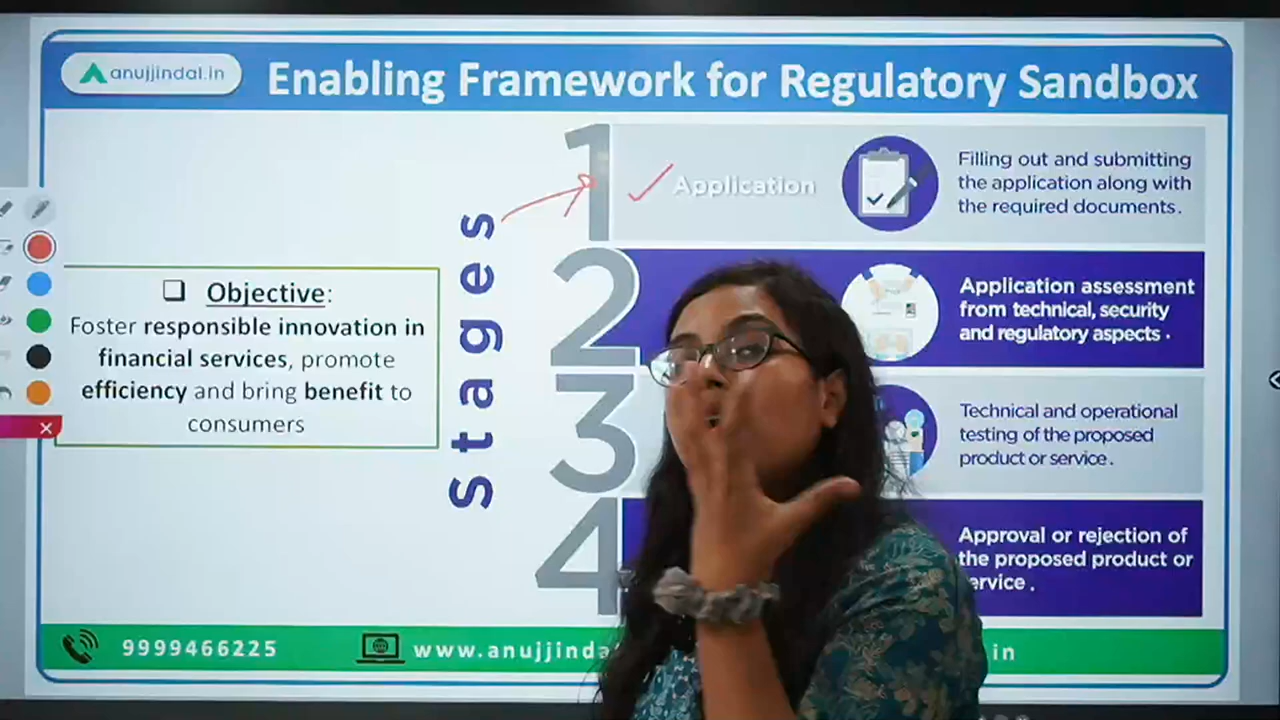 anujjindal.in
Enabling Framework for Regulatory Sandbox
Stages
1
Application
Filling out and submitting
the application along with
the required documents.
2
Application assessment
from technical, security
and regulatory aspects.
3
Technical and operational
testing of the proposed
product or service.
4
Approval or rejection of
the proposed product or
ervice.
❑ Objective:
Foster responsible innovation in
financial services, promote
efficiency and bring benefit to
consumers
9999466225
www.anujjinda
in